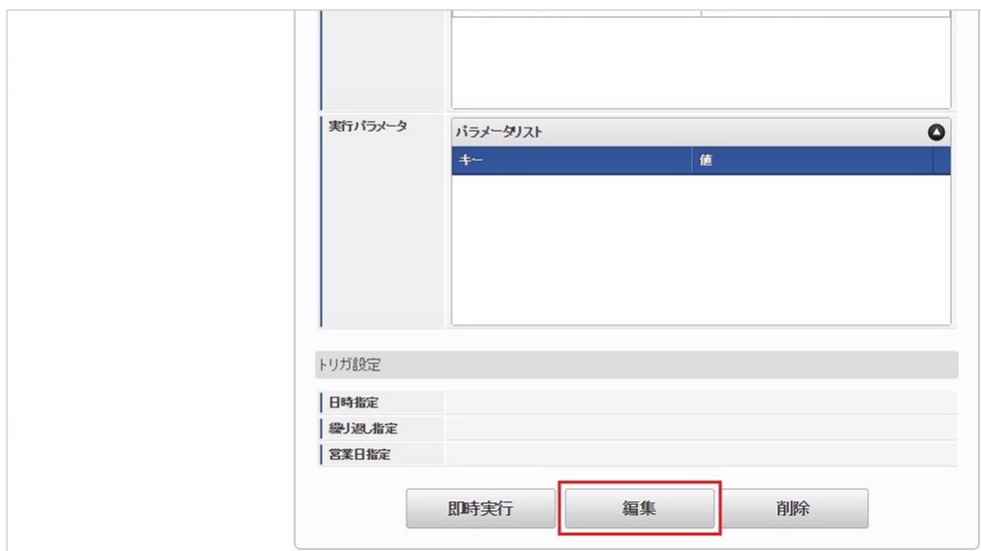 実行パラメータ
パラメータリスト
キー 値
トリガ設定
日時指定
繰り返し指定
営業日指定
即時実行 編集 削除